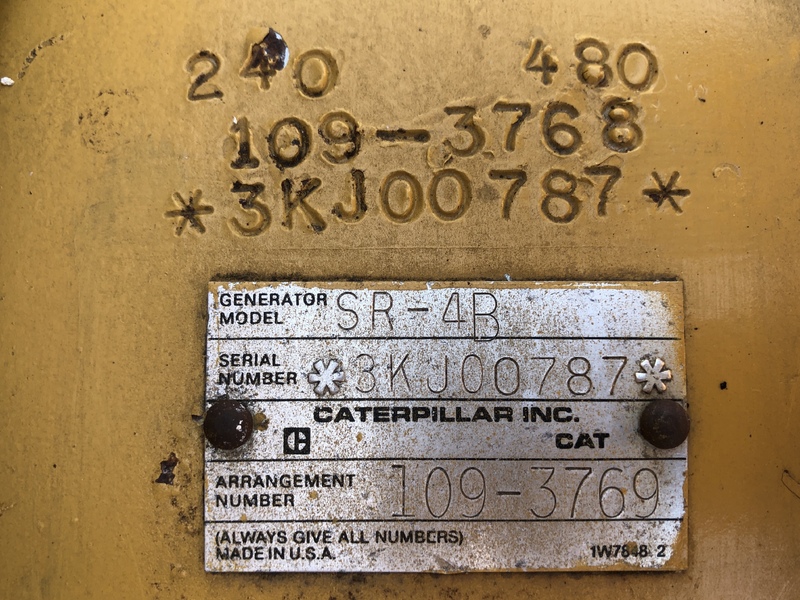 240 480
109-3768
*3KJ00787*
GENERATOR MODEL SR-4B
SERIAL NUMBER *3KJ00787*
CATERPILLAR INC.
CAT
ARRANGEMENT NUMBER 109-3769
(ALWAYS GIVE ALL NUMBERS)
MADE IN U.S.A. 1W7848 2